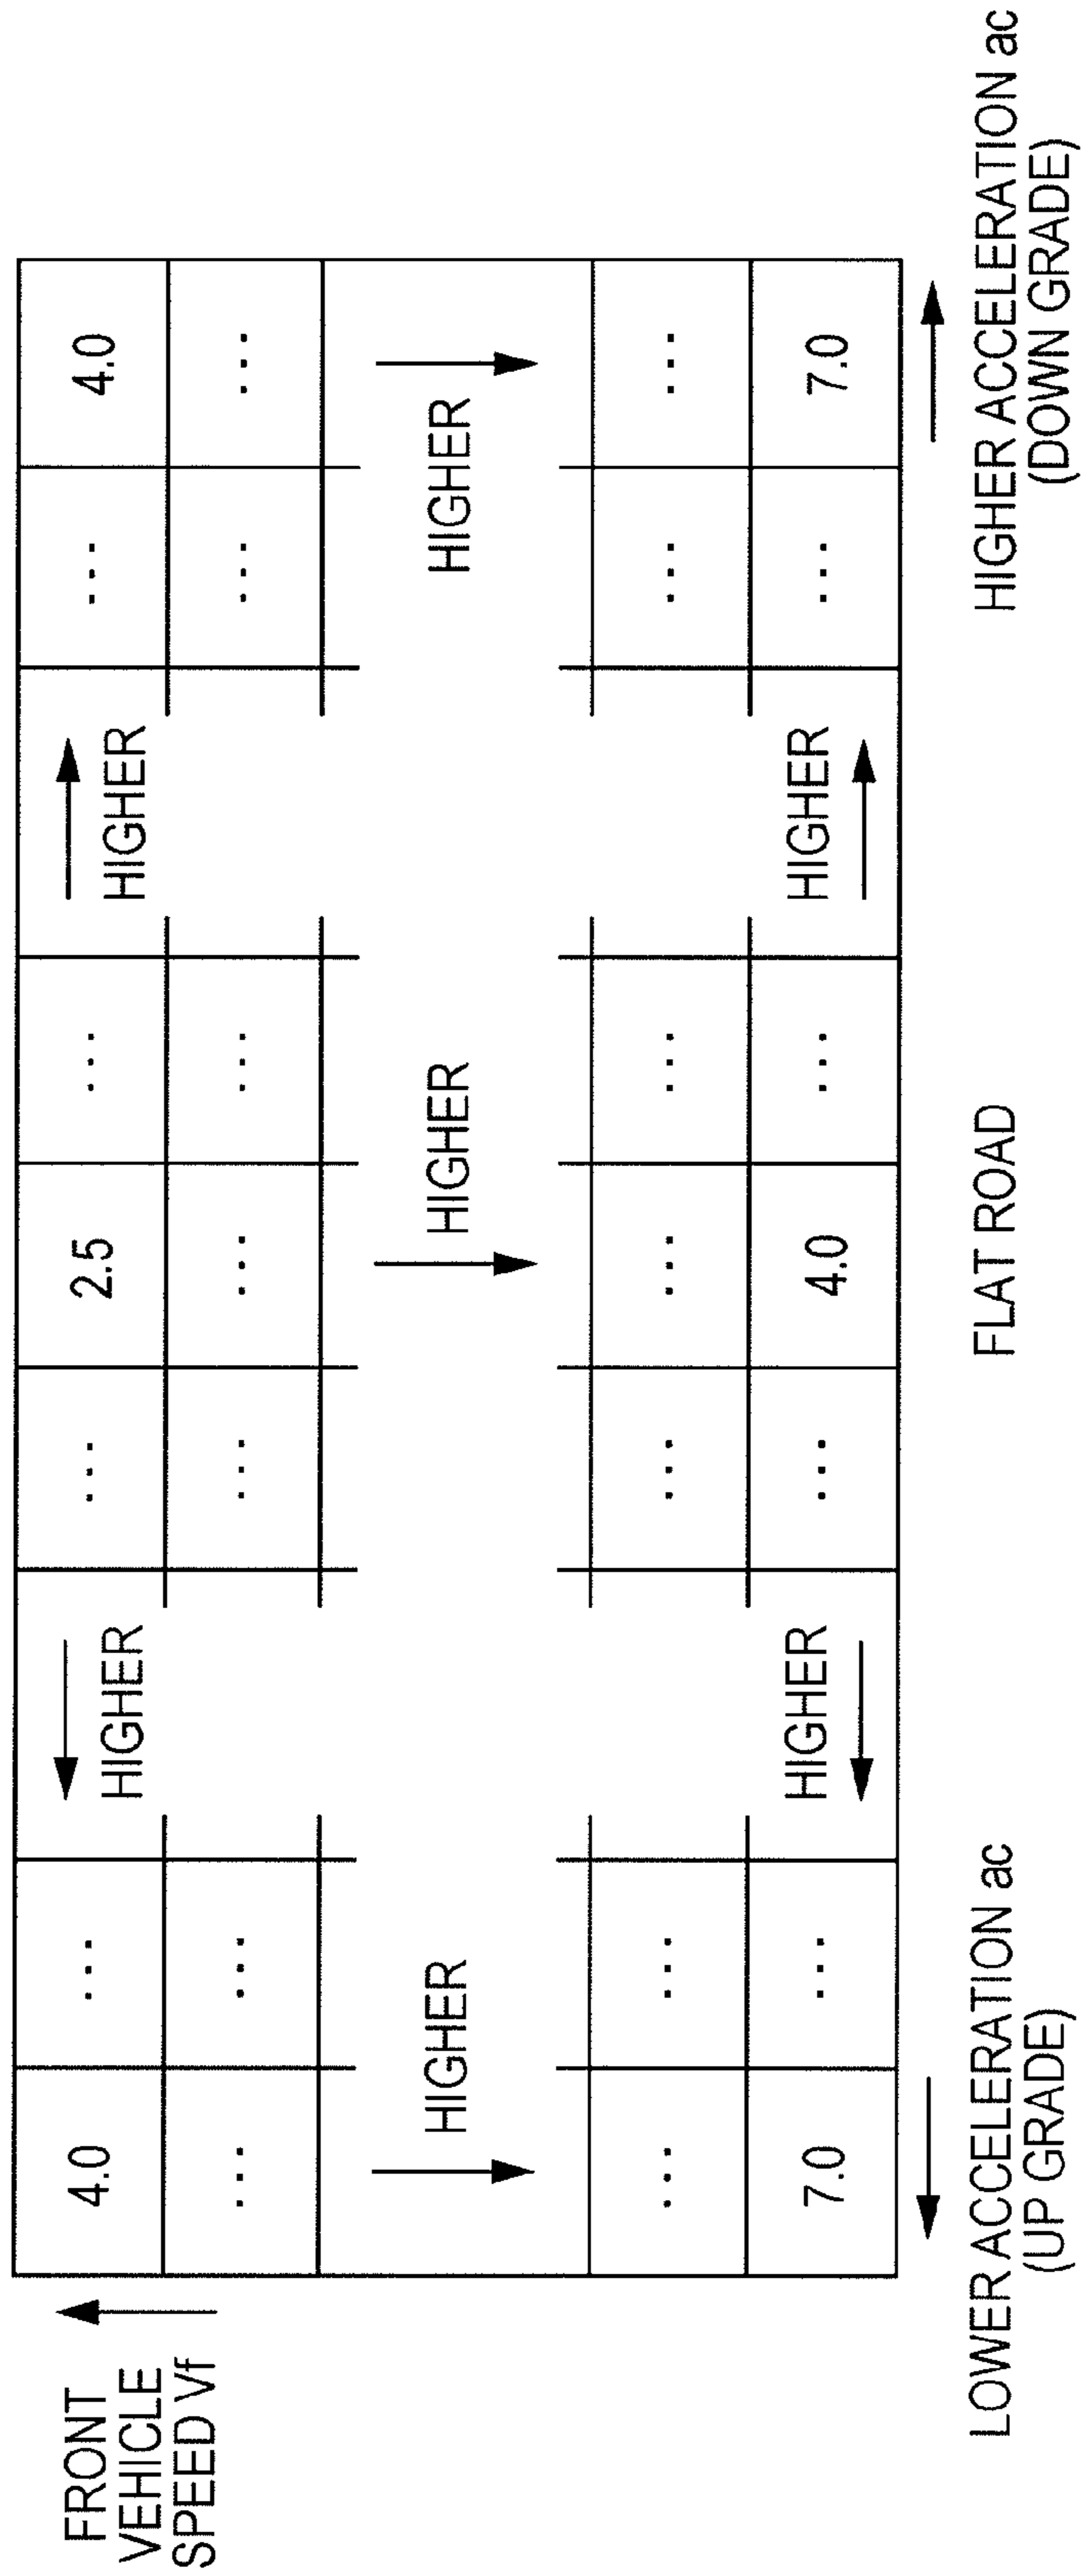 FRONT
VEHICLE
SPEED Vf
4.0 ... HIGHER ... 2.5 ... HIGHER ... 4.0
... ... ... ... ... ... ...
HIGHER HIGHER HIGHER
... ... ... ... ... ... ...
7.0 ... HIGHER ... 4.0 ... HIGHER ... 7.0
LOWER ACCELERATION ac
(UP GRADE)
FLAT ROAD
HIGHER ACCELERATION ac
(DOWN GRADE)